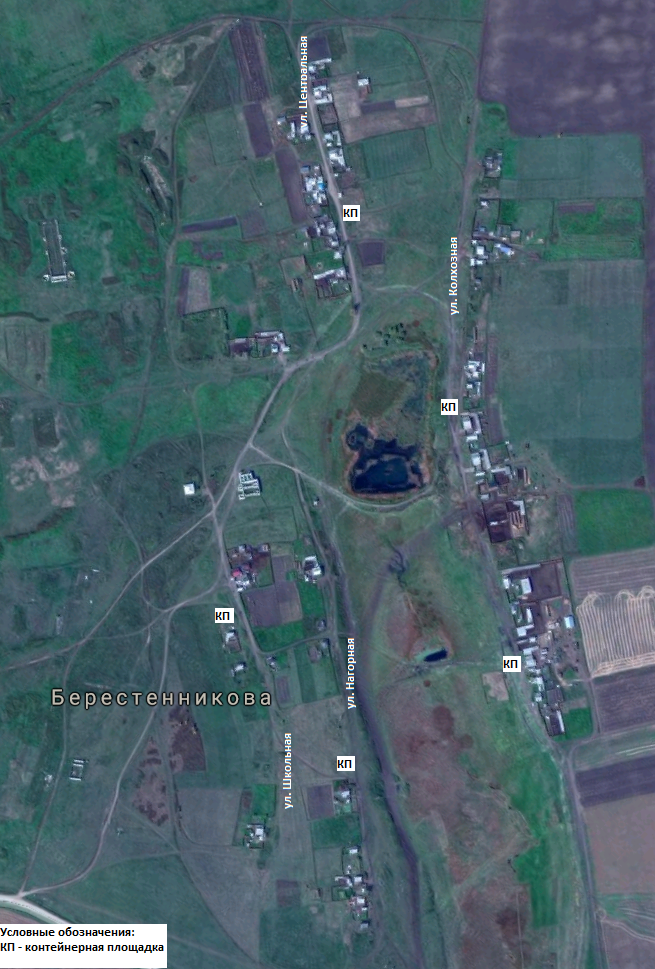 ул. Центральная
КП
ул. Колхозная
КП
КП
ул. Нагорная
КП
Берестенникова
ул. Школьная
КП
Условные обозначения:
КП - контейнерная площадка